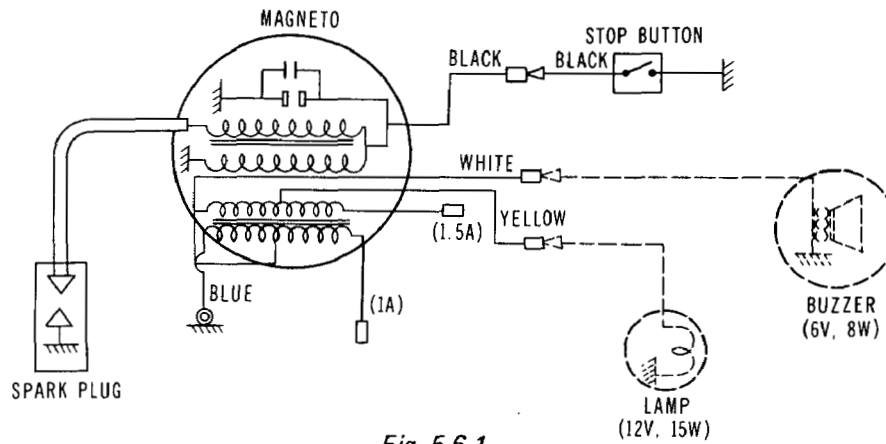 MAGNETO
STOP BUTTON
BLACK
BLACK
WHITE
YELLOW
(1.5A)
BLUE
(1A)
BUZZER
(6V, 8W)
SPARK PLUG
LAMP
(12V, 15W)
Fig. 5.6.1